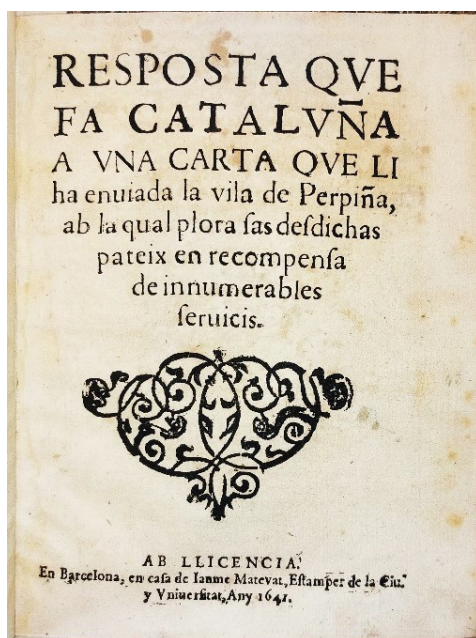 RESPOSTA QVE
FA CATALVÑA
A VNA CARTA QVE LI
ha enuiada la vila de Perpiña,
ab la qual plora ſas deſdichas
pateix en recompenſa
de innumerables
ſeruicis.
AB LLICENCIA.
En Barcelona, en caſa de Iaume Matevat, Eſtamper de la Ciu.
y Vniuerſitat, Any 1641.